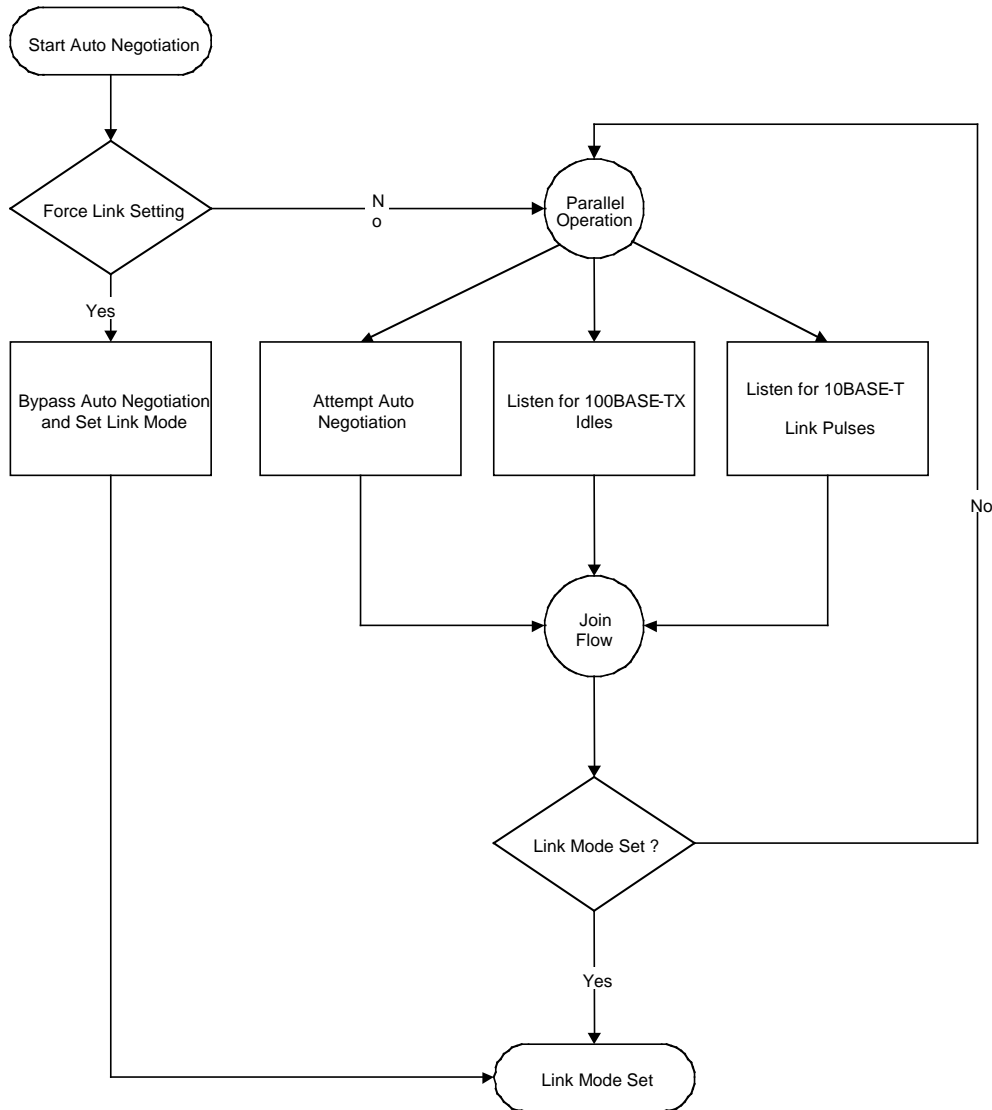 Start Auto Negotiation
Force Link Setting
N
o
Parallel
Operation
Yes
Bypass Auto Negotiation
and Set Link Mode
Attempt Auto
Negotiation
Listen for 100BASE-TX
Idles
Listen for 10BASE-T
Link Pulses
No
Join
Flow
Link Mode Set ?
Yes
Link Mode Set